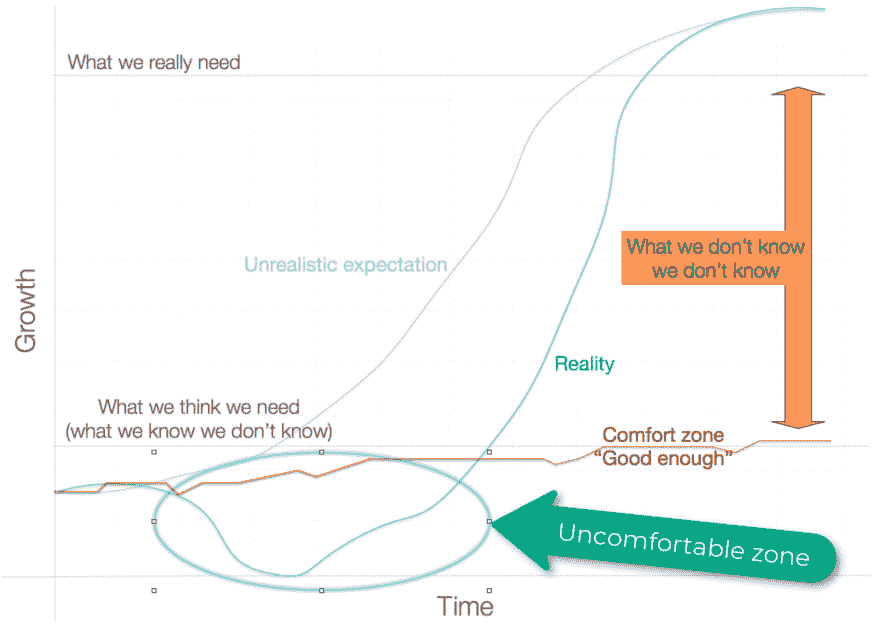 What we really need
Unrealistic expectation
What we don't know
we don't know
Growth
Reality
What we think we need
(what we know we don't know)
Comfort zone
"Good enough"
Uncomfortable zone
Time